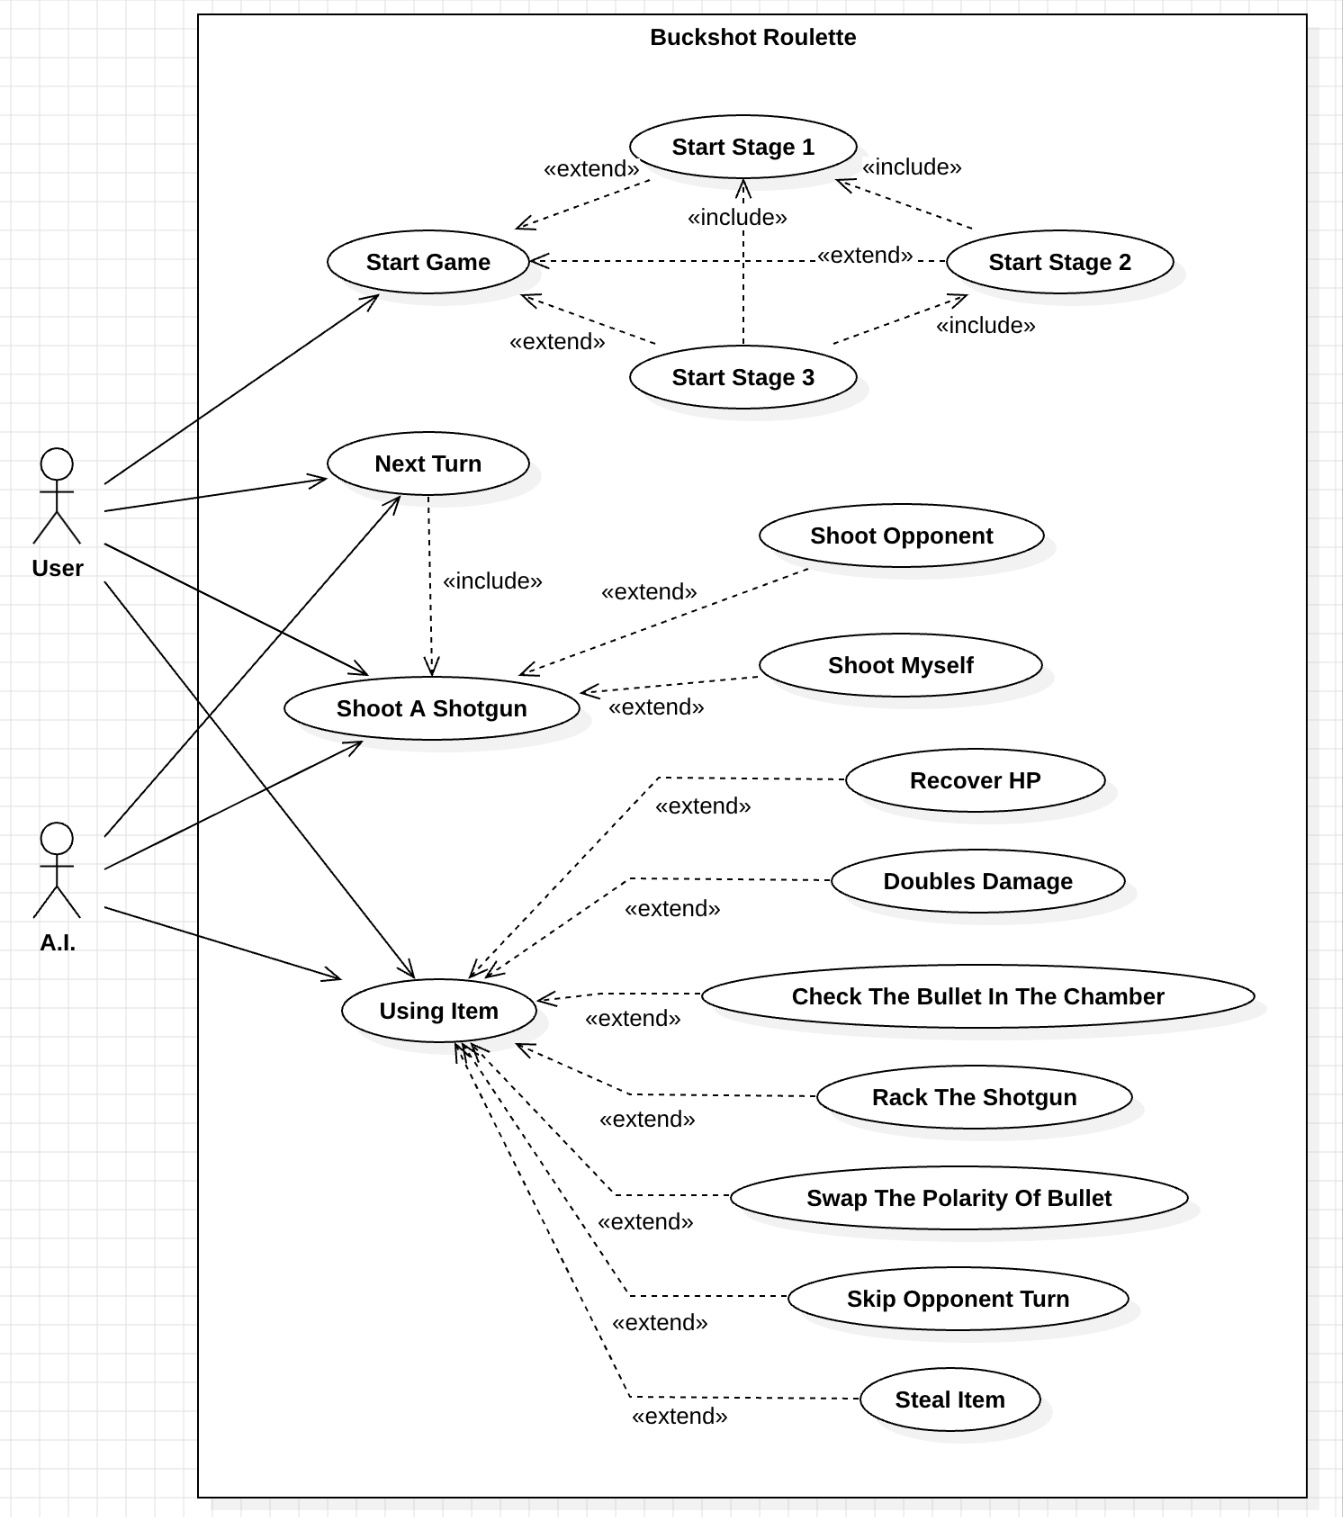 Buckshot Roulette
Start Stage 1
«extend»
«include»
«include»
Start Game
«extend»
Start Stage 2
«extend»
«include»
Start Stage 3
Next Turn
User
«include»
Shoot Opponent
«extend»
Shoot Myself
Shoot A Shotgun
«extend»
Recover HP
«extend»
Doubles Damage
«extend»
A.I.
Check The Bullet In The Chamber
Using Item
«extend»
Rack The Shotgun
«extend»
Swap The Polarity Of Bullet
«extend»
Skip Opponent Turn
«extend»
Steal Item
«extend»